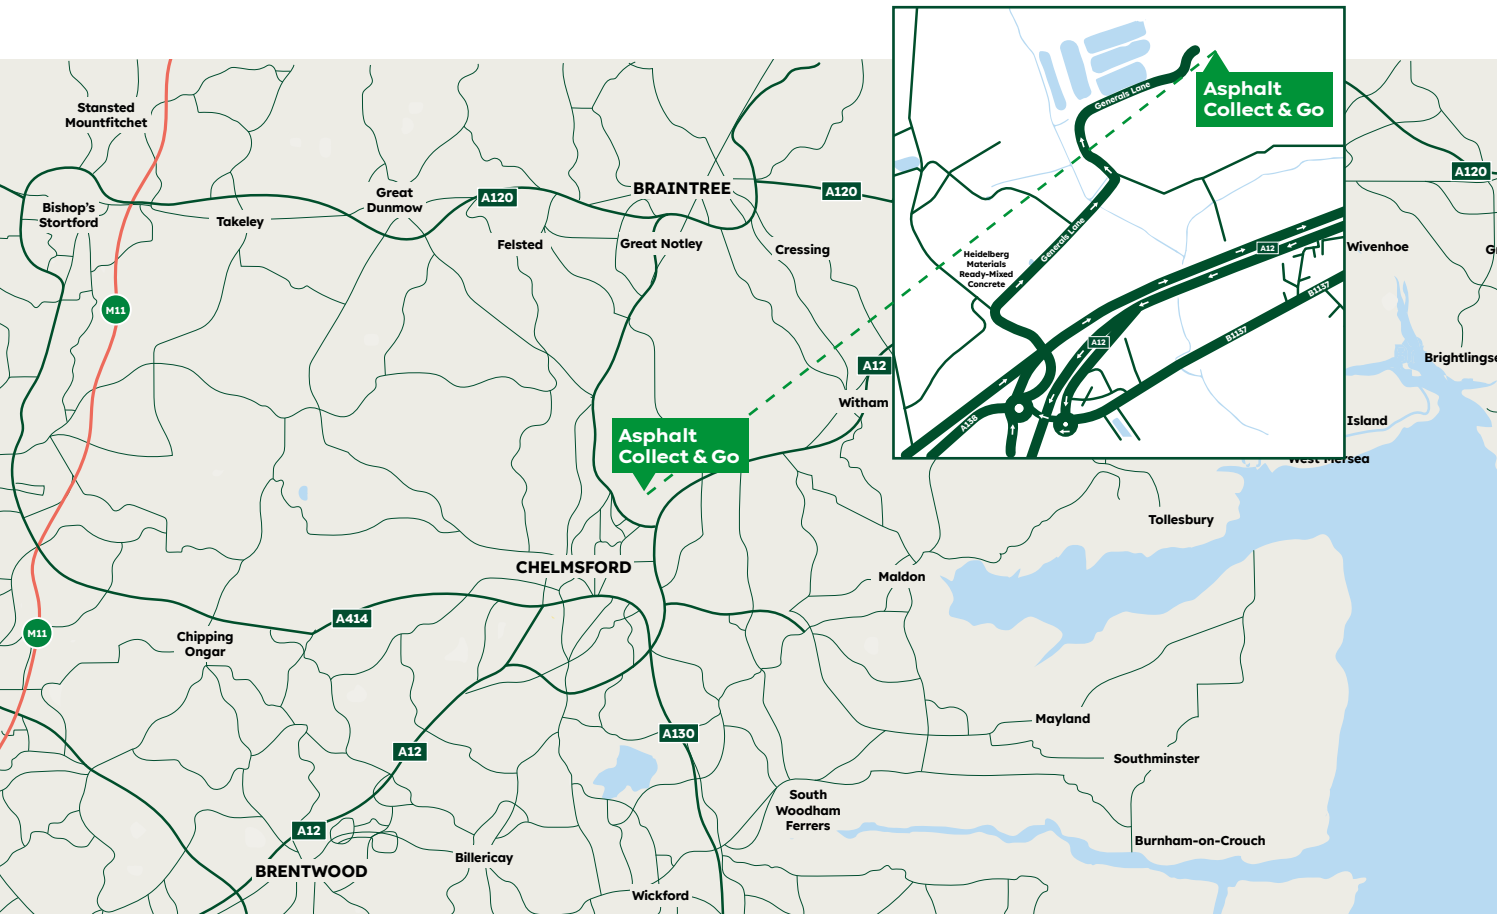 Stansted
Mountfitchet
Bishop's
Stortford
Takeley
Great
Dunmow
A120
BRAINTREE
A120
Felsted
Great Notley
Cressing
M11
A12
Witham
Asphalt
Collect & Go
CHELMSFORD
Maldon
A414
M11
Chipping
Ongar
A12
A130
A12
BRENTWOOD
Billericay
Wickford
South
Woodham
Ferrers
Mayland
Southminster
Burnham-on-Crouch
Tollesbury
West Mersea
Island
Brightlingse
Wivenhoe
G
A120
Asphalt
Collect & Go
Generals Lane
Generals Lane
Heidelberg
Materials
Ready-Mixed
Concrete
A12
A12
B1137
B1137
A138